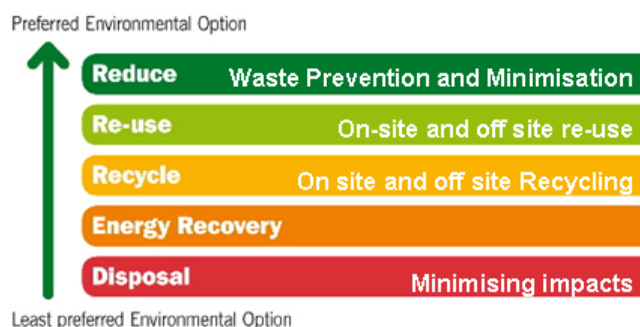 Preferred Environmental Option
Reduce Waste Prevention and Minimisation
Re-use On-site and off site re-use
Recycle On site and off site Recycling
Energy Recovery
Disposal Minimising impacts
Least preferred Environmental Option